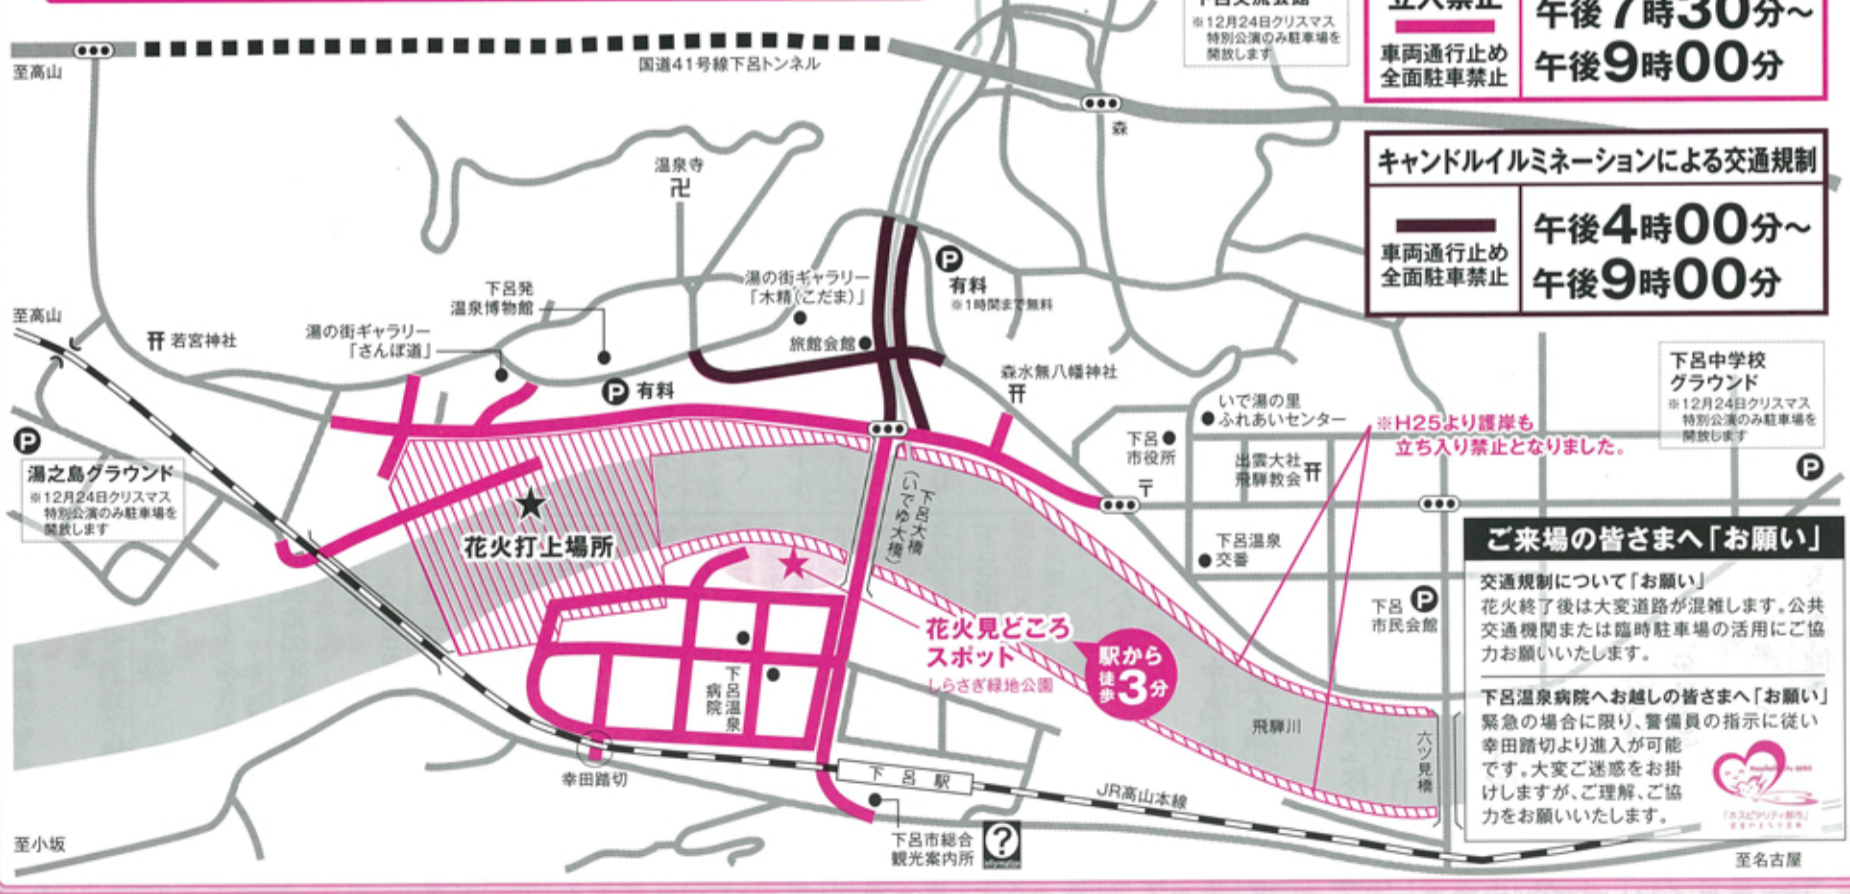 ※12月24日クリスマス
特別公演のみ駐車場を
開放します
立入禁止
車両通行止め
全面駐車禁止
午後7時30分～
午後9時00分
至高山
国道41号線下呂トンネル
森
キャンドルイルミネーションによる交通規制
車両通行止め
全面駐車禁止
午後4時00分～
午後9時00分
温泉寺
卍
湯の街ギャラリー
「木精(こだま)」
P
有料
※1時間まで無料
下呂発
温泉博物館
至高山
若宮神社
湯の街ギャラリー
「さんぽ道」
旅館会館
P 有料
森水無八幡神社
いで湯の里
ふれあいセンター
下呂
市役所
出雲大社
飛騨教会
〒
※H25より護岸も
立ち入り禁止となりました。
下呂中学校
グラウンド
※12月24日クリスマス
特別公演のみ駐車場を
開放します
P
P
湯之島グラウンド
※12月24日クリスマス
特別公演のみ駐車場を
開放します
★
花火打上場所
下呂大橋
(いでゆ大橋)
下呂温泉
交番
下呂
市民会館
P
花火見どころ
スポット
しらさぎ緑地公園
駅から
徒歩3分
下呂温泉
病院
飛騨川
六ツ見橋
幸田踏切
下呂駅
JR高山本線
下呂市総合
観光案内所
?
至小坂
至名古屋
ご来場の皆さまへ「お願い」
交通規制について「お願い」
花火終了後は大変道路が混雑します。公共
交通機関または臨時駐車場の活用にご協
力お願いいたします。
下呂温泉病院へお越しの皆さまへ「お願い」
緊急の場合に限り、警備員の指示に従い
幸田踏切より進入が可能
です。大変ご迷惑をお掛
けしますが、ご理解、ご協
力をお願いいたします。
「ホスピタリティ都市」